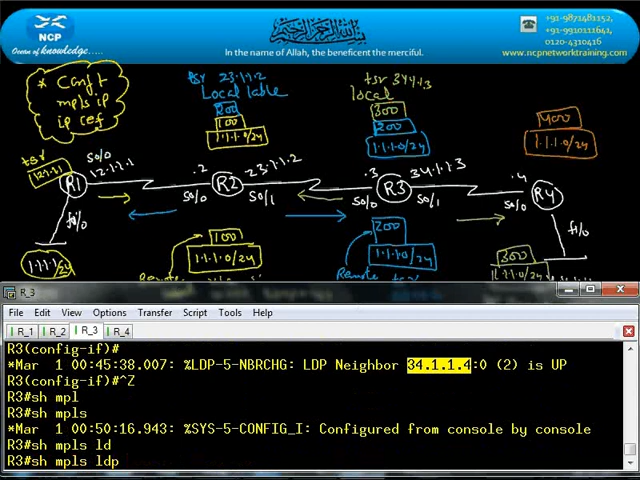 NCP
Ocean of knowledge.....
بسم الله الرحمن الرحيم
In the name of Allah, the beneficent the merciful.
+91-9871481152,
+91-9910111642,
0120-4310416
www.ncpnetworktraining.com
* Conf t
mpls ip
ip cef
tsr 23.1.1.2
Local table
200
100
1.1.1.0/24
tsr 34.1.1.3
local
300
200
1.1.1.0/24
400
1.1.1.0/24
tsr
12.1.1.1
R1
S0/0
12.1.1.1
.2
S0/0
R2
23.1.1.2
S0/1
.3
S0/0
R3
34.1.1.3
S0/1
.4
S0/0
R4
f0/0
f1/0
1.1.1.1/24
100
1.1.1.0/24
Remote
200
1.1.1.0/24
Remote
300
1.1.1.0/24
R_3
File Edit View Options Transfer Script Tools Help
R_1 R_2 R_3 R_4
R3(config-if)#
*Mar 1 00:45:38.007: %LDP-5-NBRCHG: LDP Neighbor 34.1.1.4:0 (2) is UP
R3(config-if)#^Z
R3#sh mpl
R3#sh mpls
*Mar 1 00:50:16.943: %SYS-5-CONFIG_I: Configured from console by console
R3#sh mpls ld
R3#sh mpls ldp